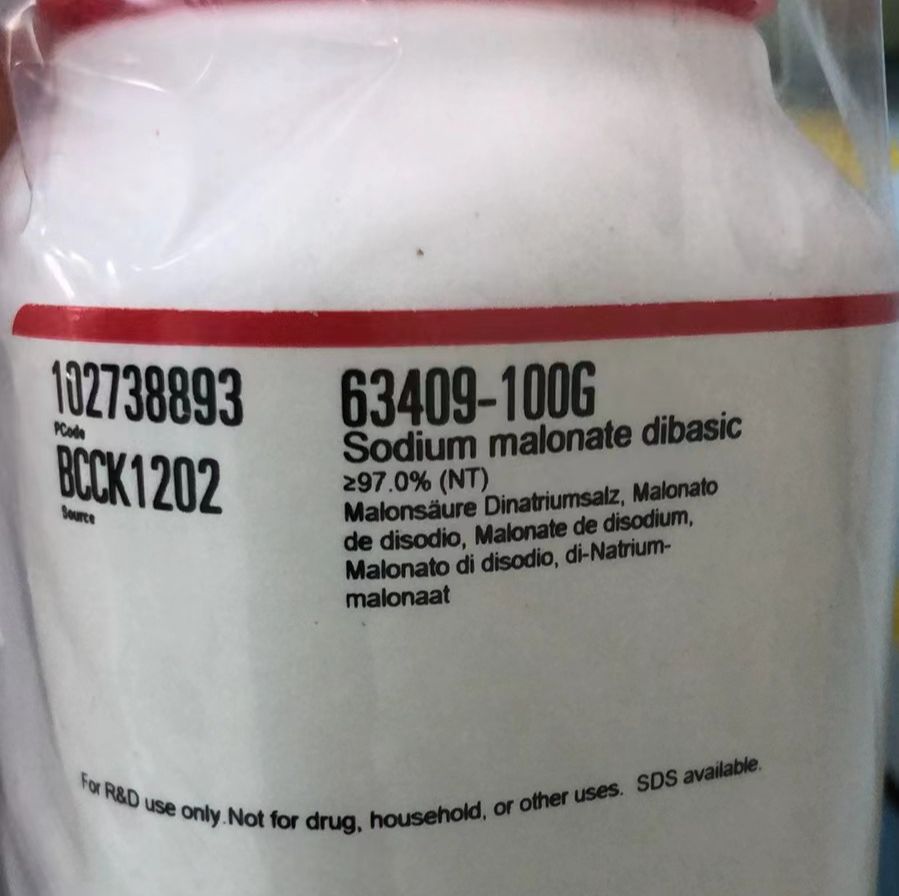 102738893
PCode
BCCK1202
Source
63409-100G
Sodium malonate dibasic
≥97.0% (NT)
Malonsäure Dinatriumsalz, Malonato
de disodio, Malonate de disodium,
Malonato di disodio, di-Natrium-
malonaat
For R&D use only.Not for drug, household, or other uses. SDS available.